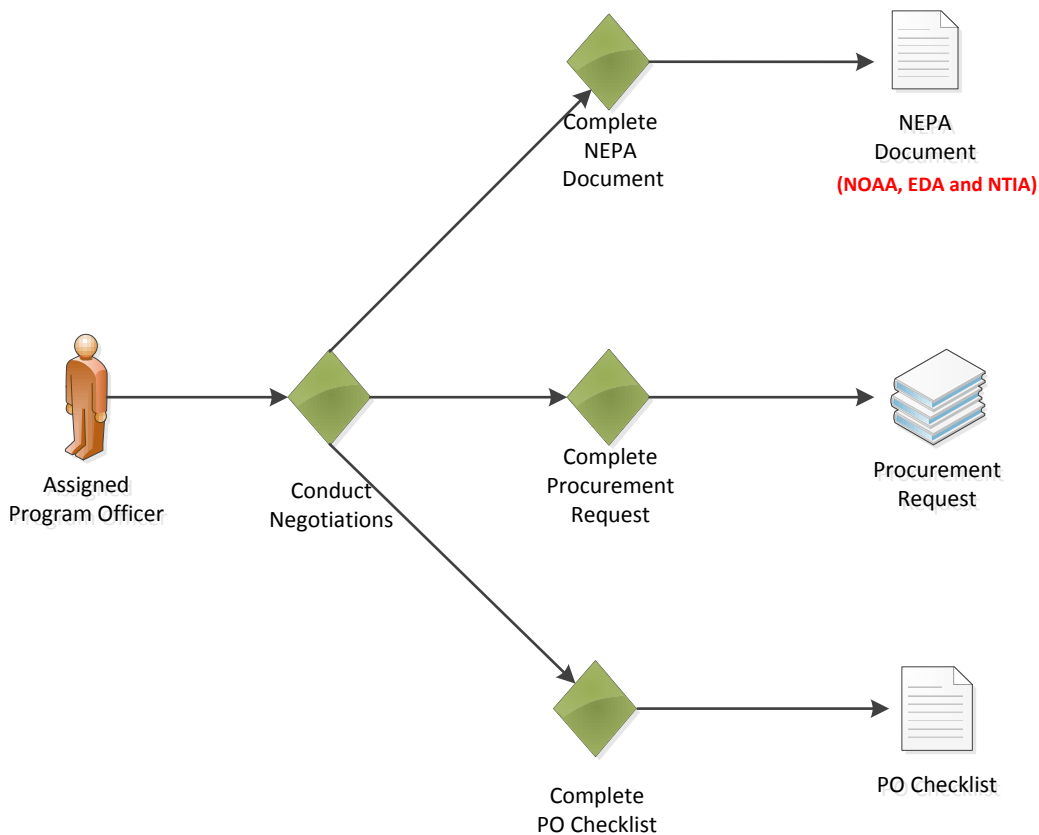 Complete
NEPA
Document
NEPA
Document
(NOAA, EDA and NTIA)
Assigned
Program Officer
Conduct
Negotiations
Complete
Procurement
Request
Procurement
Request
Complete
PO Checklist
PO Checklist